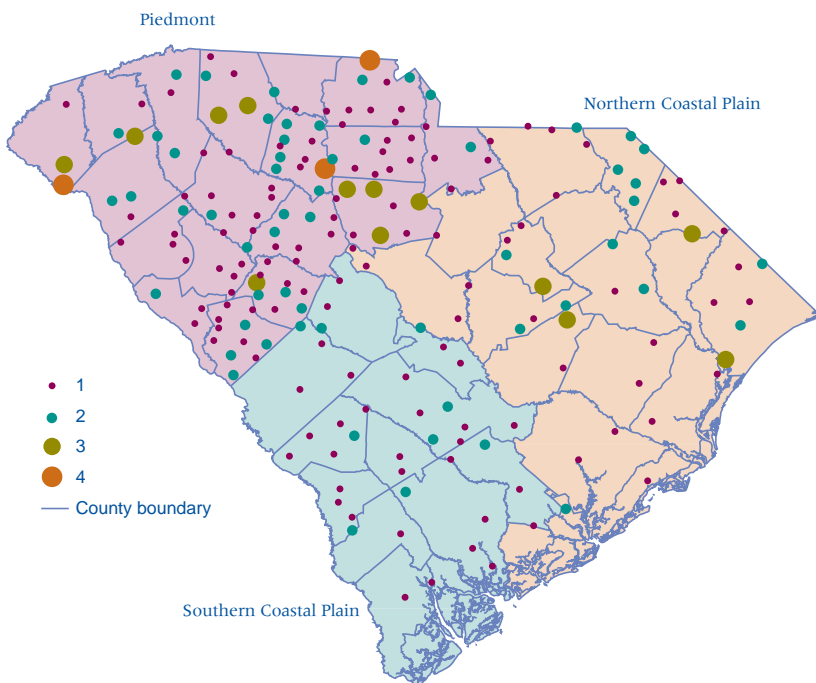 Piedmont
Northern Coastal Plain
1
2
3
4
County boundary
Southern Coastal Plain